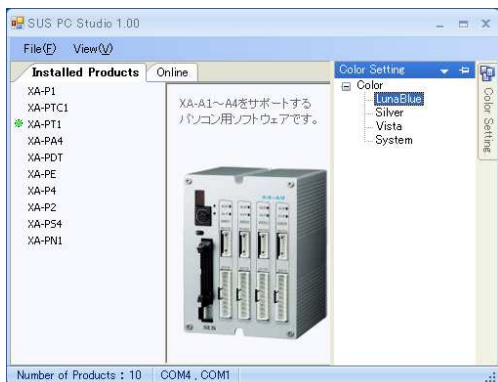 SUS PC Studio 1.00
File(F) View(V)
Installed Products Online
XA-P1
XA-PTC1
XA-PT1
XA-PA4
XA-PDT
XA-PE
XA-P4
XA-P2
XA-PS4
XA-PN1
XA-A1～A4をサポートする
パソコン用ソフトウェアです。
SUS
Color Setting
Color
LunaBlue
Silver
Vista
System
Color Setting
Number of Products：10 COM4 , COM1